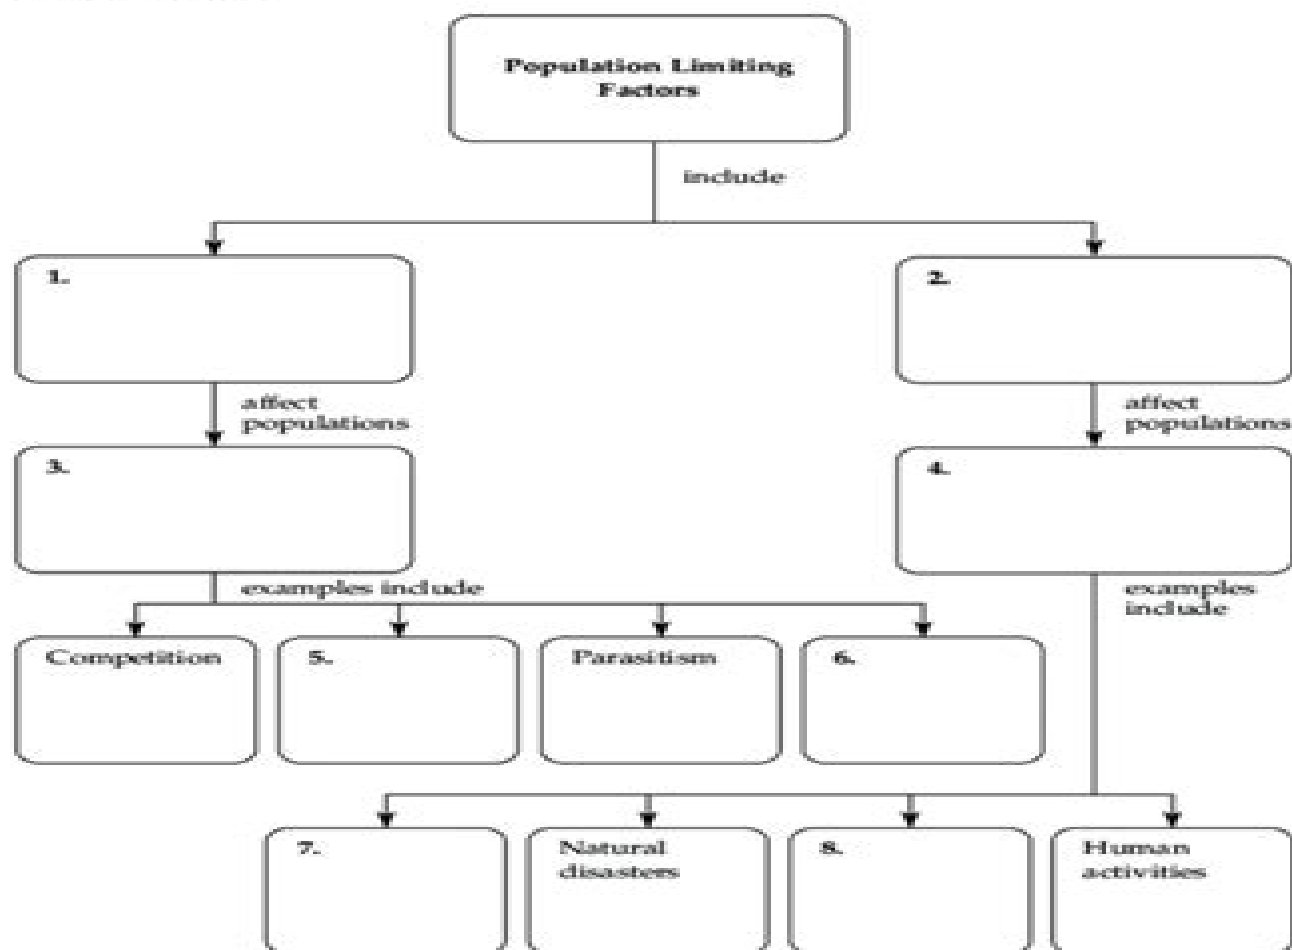 Population Limiting
Factors
include
1.
2.
affect
populations
affect
populations
3.
4.
examples include
examples
include
Competition
5.
Parasitism
6.
7.
Natural
disasters
8.
Human
activities